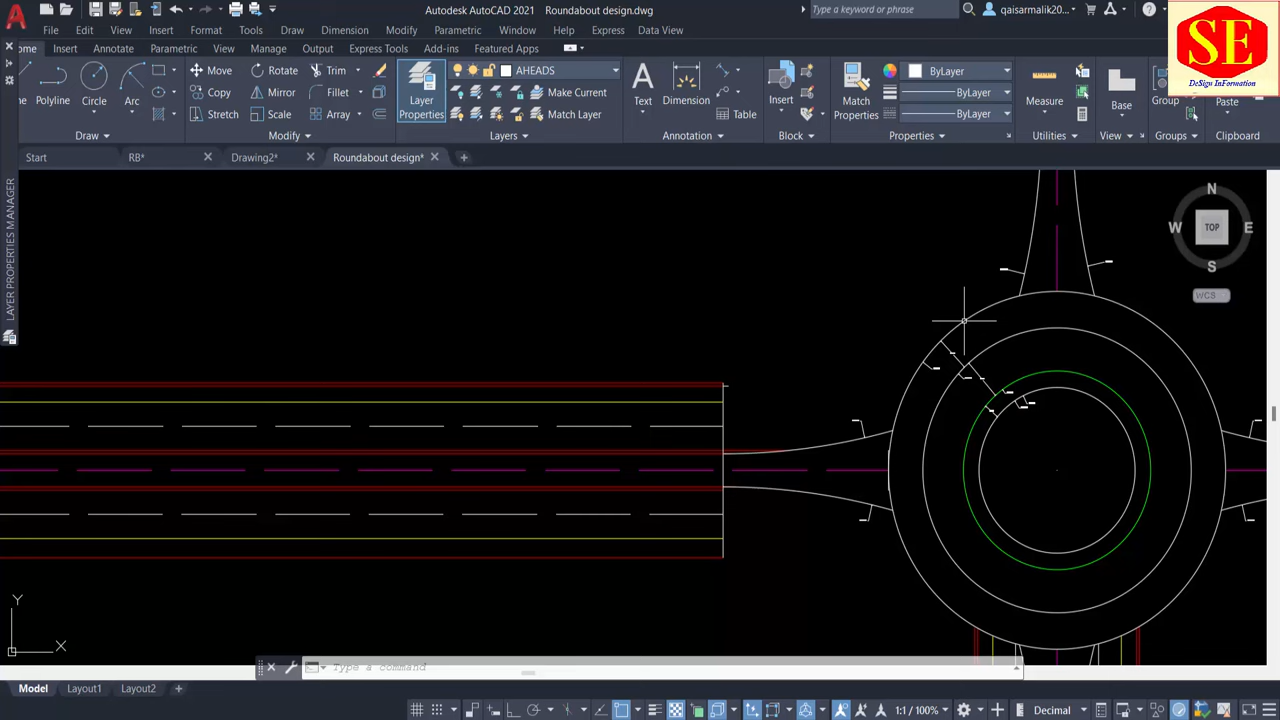 Autodesk AutoCAD 2021 Roundabout design.dwg
Type a keyword or phrase
qaisarmalik20...
File Edit View Insert Format Tools Draw Dimension Modify Parametric Window Help Express Data View
Insert Annotate Parametric View Manage Output Express Tools Add-ins Featured Apps
Polyline Circle Arc
Move Rotate Trim
Copy Mirror Fillet
Stretch Scale Array
Layer Properties
AHEADS
Make Current
Match Layer
Text Dimension Table
Insert
Match Properties
ByLayer
ByLayer
ByLayer
Measure
Base
Group
Paste
Draw Modify Layers Annotation Block Properties Utilities View Groups Clipboard
SE
DeSign InFormation
Start RB* Drawing2* Roundabout design*
LAYER PROPERTIES MANAGER
N
W TOP E
S
WCS
Y
X
Type a command
Model Layout1 Layout2
1:1 / 100% Decimal